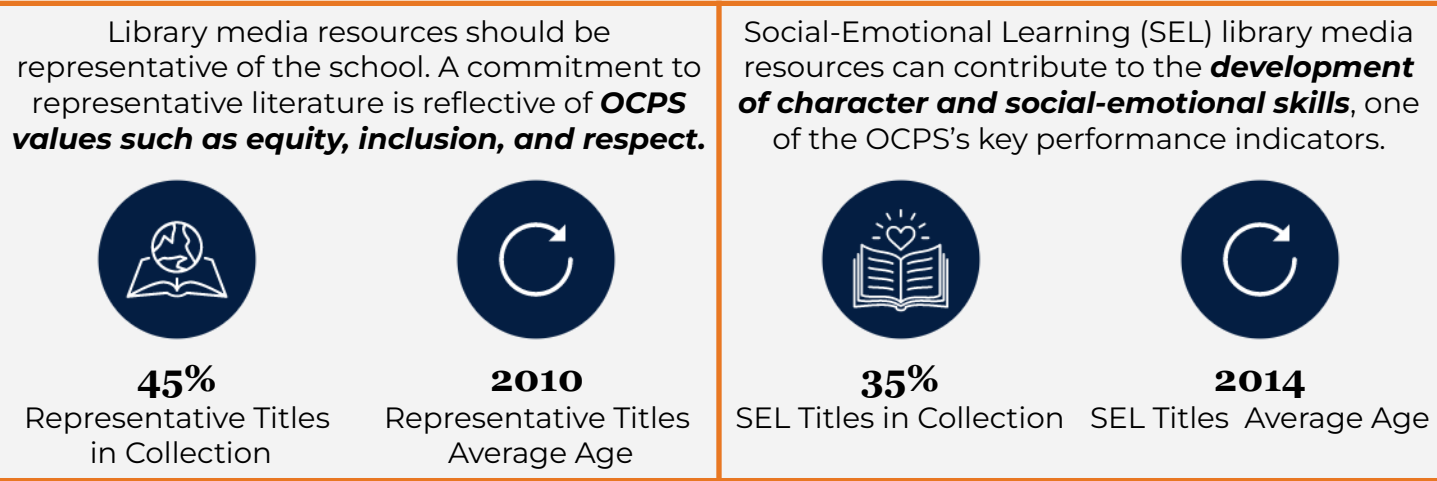 Library media resources should be
representative of the school. A commitment to
representative literature is reflective of OCPS
values such as equity, inclusion, and respect.
45%
Representative Titles
in Collection
2010
Representative Titles
Average Age
Social-Emotional Learning (SEL) library media
resources can contribute to the development
of character and social-emotional skills, one
of the OCPS's key performance indicators.
35%
SEL Titles in Collection
2014
SEL Titles  Average Age